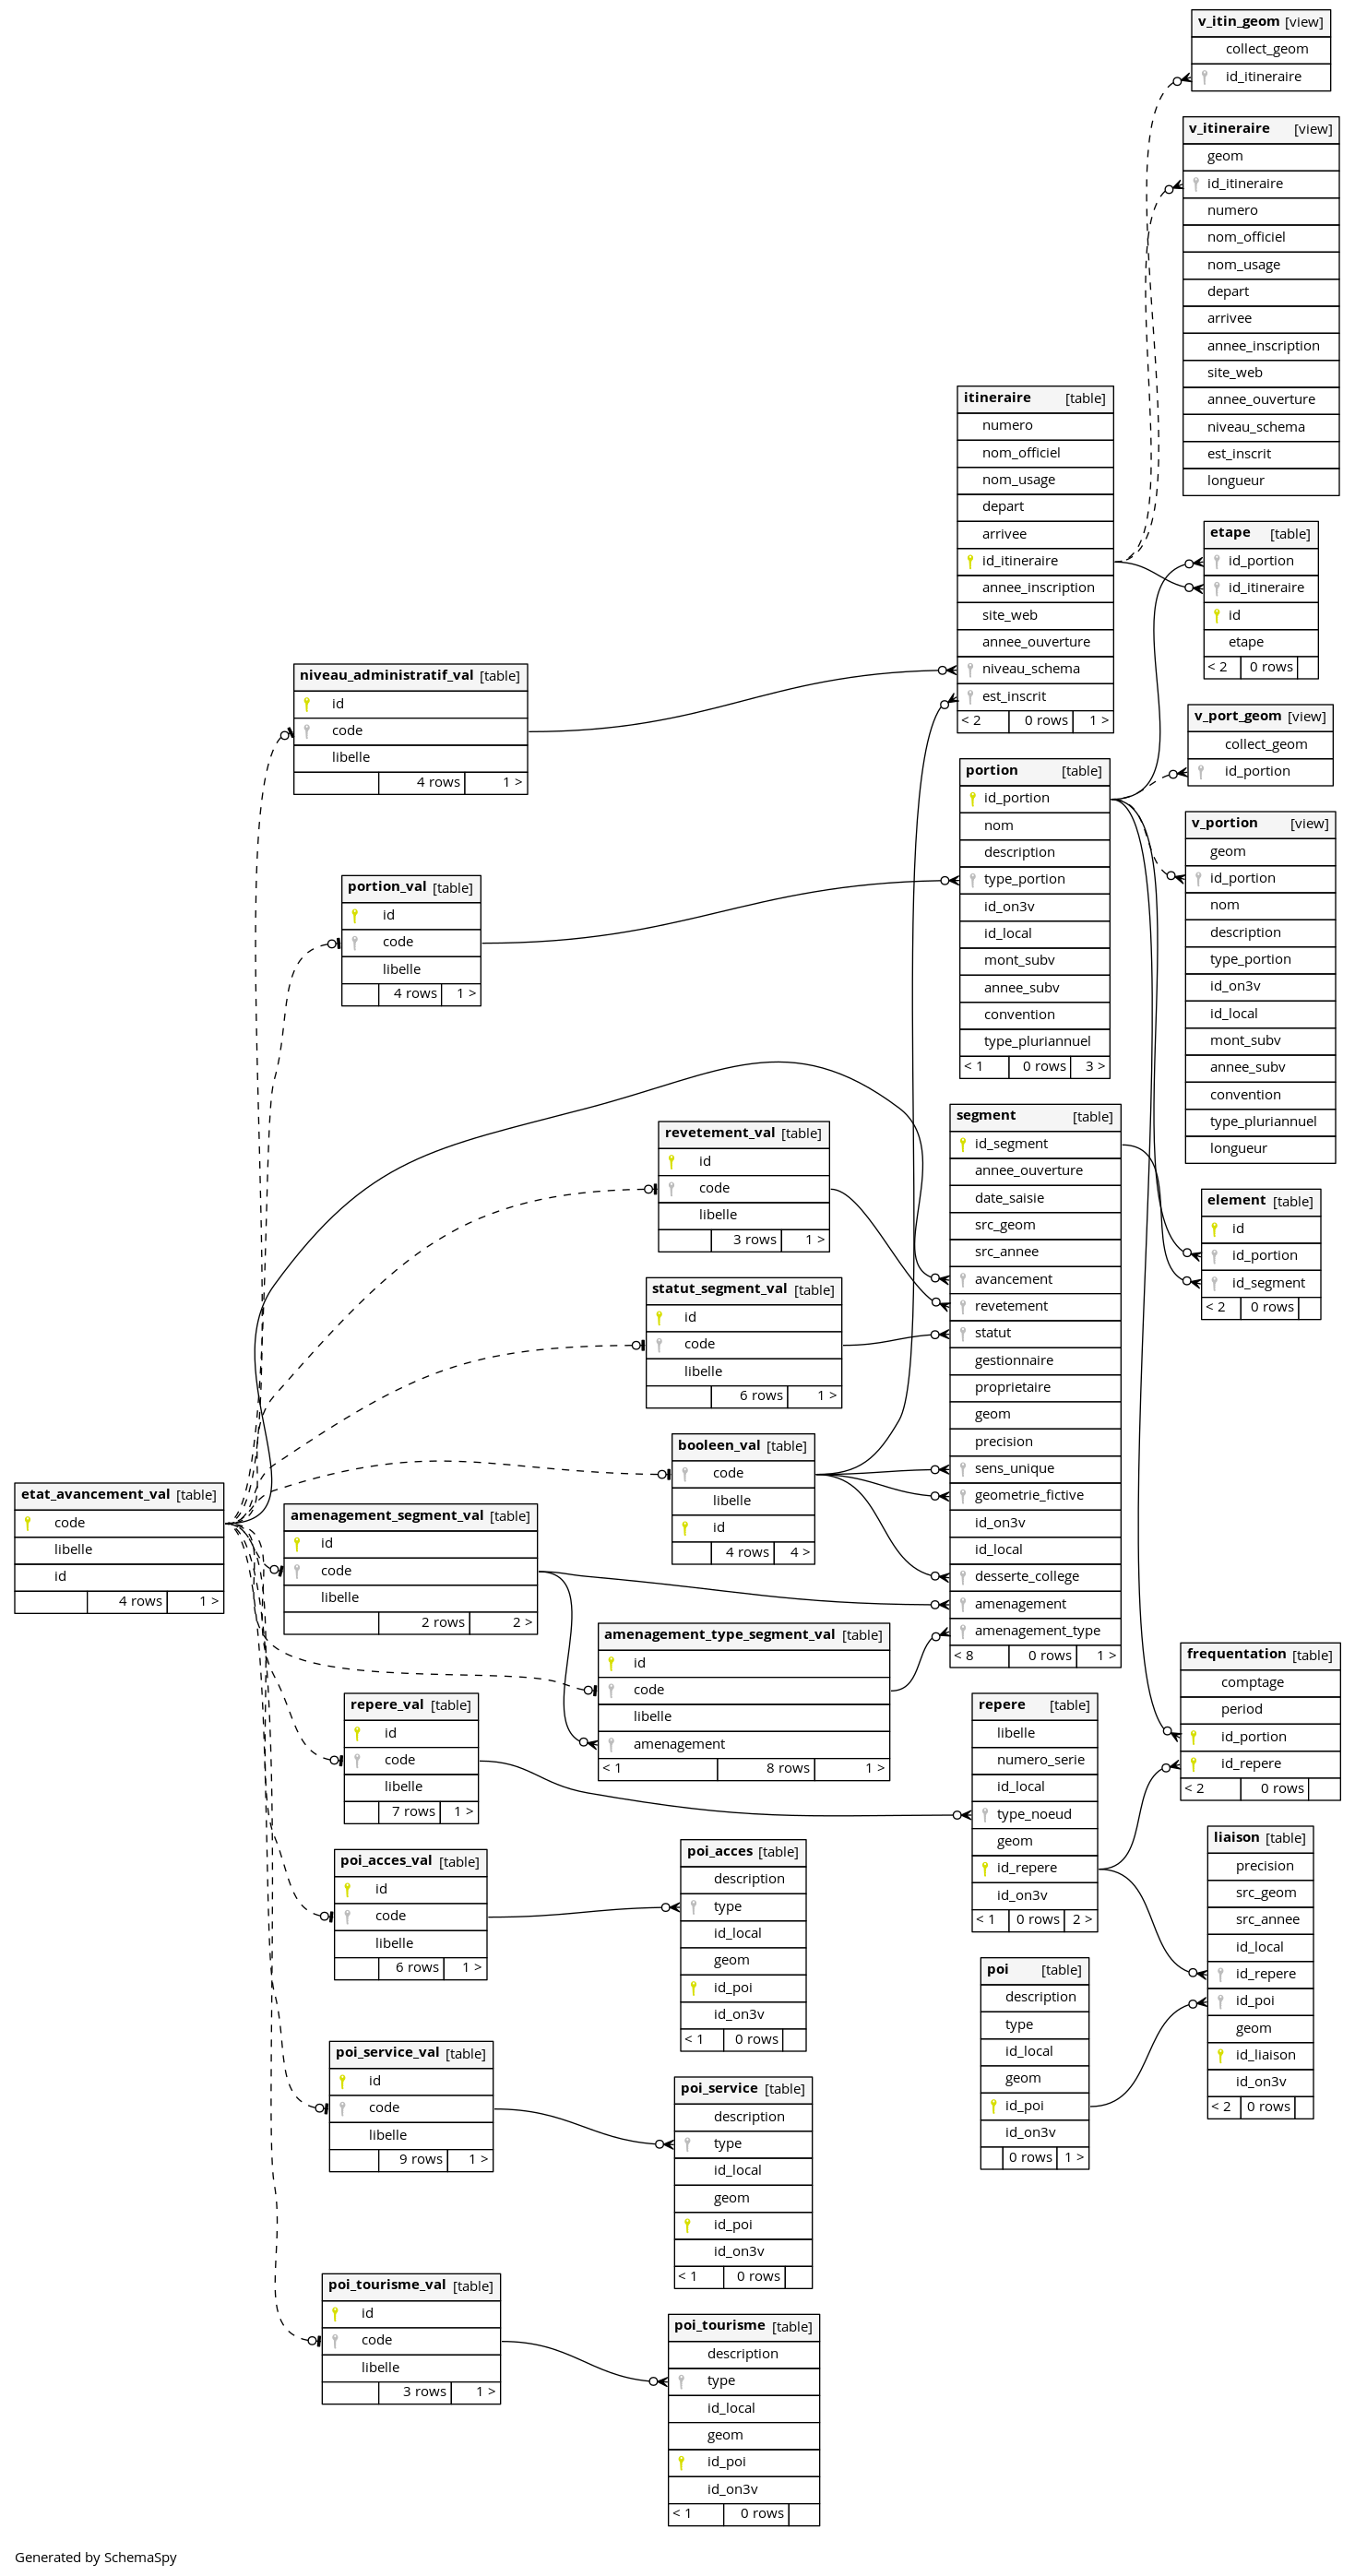 v_itin_geom [view]
collect_geom
id_itineraire
v_itineraire [view]
geom
id_itineraire
numero
nom_officiel
nom_usage
depart
arrivee
annee_inscription
site_web
annee_ouverture
niveau_schema
est_inscrit
longueur
itineraire [table]
numero
nom_officiel
nom_usage
depart
arrivee
id_itineraire
annee_inscription
site_web
annee_ouverture
niveau_schema
est_inscrit
< 2 0 rows 1 >
etape [table]
id_portion
id_itineraire
id
etape
< 2 0 rows
niveau_administratif_val [table]
id
code
libelle
4 rows 1 >
v_port_geom [view]
collect_geom
id_portion
portion [table]
id_portion
nom
description
type_portion
id_on3v
id_local
mont_subv
annee_subv
convention
type_pluriannuel
< 1 0 rows 3 >
v_portion [view]
geom
id_portion
nom
description
type_portion
id_on3v
id_local
mont_subv
annee_subv
convention
type_pluriannuel
longueur
portion_val [table]
id
code
libelle
4 rows 1 >
segment [table]
id_segment
annee_ouverture
date_saisie
src_geom
src_annee
avancement
revetement
statut
gestionnaire
proprietaire
geom
precision
sens_unique
geometrie_fictive
id_on3v
id_local
desserte_college
amenagement
amenagement_type
< 8 0 rows 1 >
revetement_val [table]
id
code
libelle
3 rows 1 >
element [table]
id
id_portion
id_segment
< 2 0 rows
statut_segment_val [table]
id
code
libelle
6 rows 1 >
booleen_val [table]
code
libelle
id
4 rows 4 >
etat_avancement_val [table]
code
libelle
id
4 rows 1 >
amenagement_segment_val [table]
id
code
libelle
2 rows 2 >
amenagement_type_segment_val [table]
id
code
libelle
amenagement
< 1 8 rows 1 >
frequentation [table]
comptage
period
id_portion
id_repere
< 2 0 rows
repere_val [table]
id
code
libelle
7 rows 1 >
repere [table]
libelle
numero_serie
id_local
type_noeud
geom
id_repere
id_on3v
< 1 0 rows 2 >
liaison [table]
precision
src_geom
src_annee
id_local
id_repere
id_poi
geom
id_liaison
id_on3v
< 2 0 rows
poi_acces_val [table]
id
code
libelle
6 rows 1 >
poi_acces [table]
description
type
id_local
geom
id_poi
id_on3v
< 1 0 rows
poi [table]
description
type
id_local
geom
id_poi
id_on3v
0 rows 1 >
poi_service_val [table]
id
code
libelle
9 rows 1 >
poi_service [table]
description
type
id_local
geom
id_poi
id_on3v
< 1 0 rows
poi_tourisme_val [table]
id
code
libelle
3 rows 1 >
poi_tourisme [table]
description
type
id_local
geom
id_poi
id_on3v
< 1 0 rows
Generated by SchemaSpy